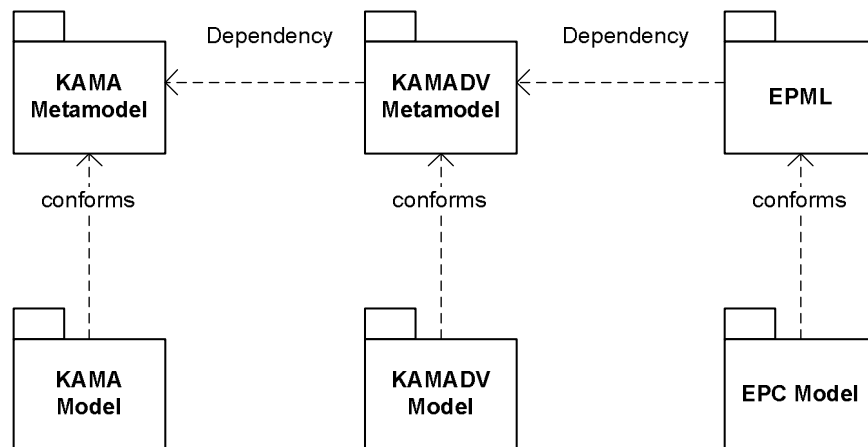 Dependency
Dependency
KAMA
Metamodel
KAMADV
Metamodel
EPML
conforms
conforms
conforms
KAMA
Model
KAMADV
Model
EPC Model